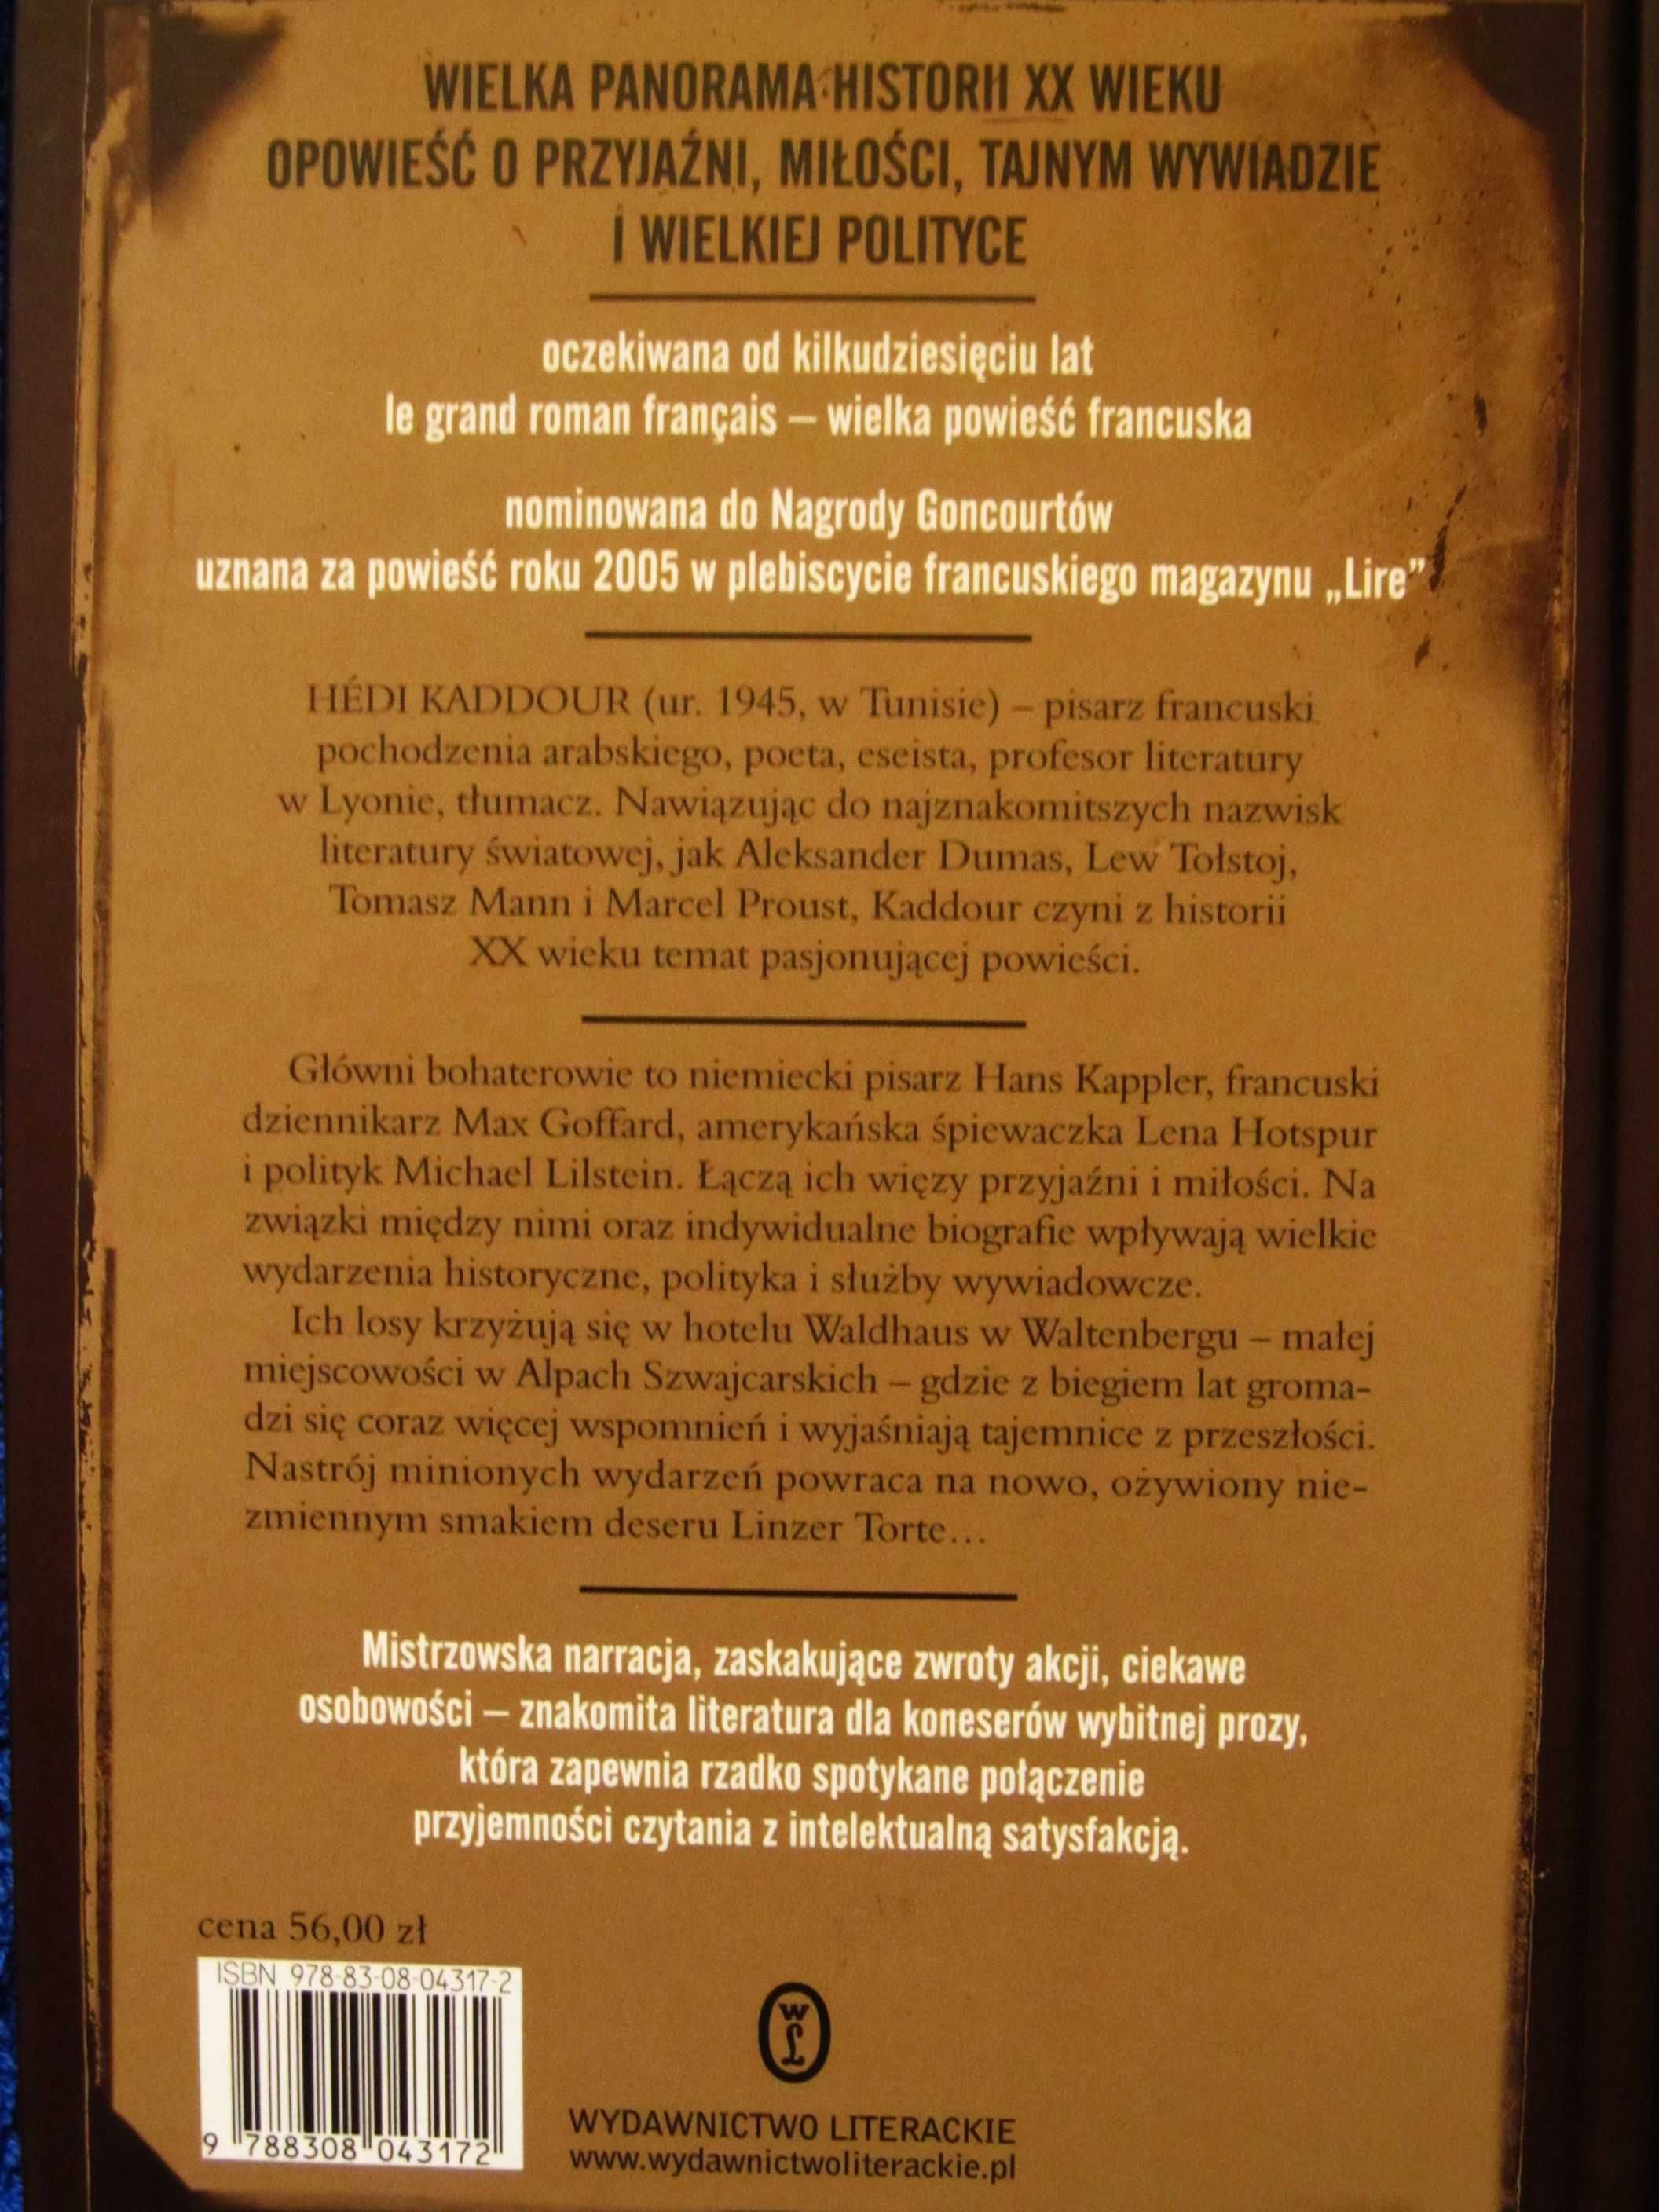 WIELKA PANORAMA HISTORII XX WIEKU
OPOWIEŚĆ O PRZYJAŹNI, MIŁOŚCI, TAJNYM WYWIADZIE
I WIELKIEJ POLITYCE
oczekiwana od kilkudziesięciu lat
le grand roman français – wielka powieść francuska
nominowana do Nagrody Goncourtów
uznana za powieść roku 2005 w plebiscycie francuskiego magazynu „Lire”
HÉDI KADDOUR (ur. 1945, w Tunisie) – pisarz francuski
pochodzenia arabskiego, poeta, eseista, profesor literatury
w Lyonie, tłumacz. Nawiązując do najznakomitszych nazwisk
literatury światowej, jak Aleksander Dumas, Lew Tołstoj,
Tomasz Mann i Marcel Proust, Kaddour czyni z historii
XX wieku temat pasjonującej powieści.
Główni bohaterowie to niemiecki pisarz Hans Kappler, francuski
dziennikarz Max Goffard, amerykańska śpiewaczka Lena Hotspur
i polityk Michael Lilstein. Łączą ich więzy przyjaźni i miłości. Na
związki między nimi oraz indywidualne biografie wpływają wielkie
wydarzenia historyczne, polityka i służby wywiadowcze.
Ich losy krzyżują się w hotelu Waldhaus w Waltenbergu – małej
miejscowości w Alpach Szwajcarskich – gdzie z biegiem lat groma-
dzi się coraz więcej wspomnień i wyjaśniają tajemnice z przeszłości.
Nastrój minionych wydarzeń powraca na nowo, ożywiony nie-
zmiennym smakiem deseru Linzer Torte...
Mistrzowska narracja, zaskakujące zwroty akcji, ciekawe
osobowości – znakomita literatura dla koneserów wybitnej prozy,
która zapewnia rzadko spotykane połączenie
przyjemności czytania z intelektualną satysfakcją.
cena 56,00 zł
ISBN 978-83-08-04317-2
9 788308 043172
WL
WYDAWNICTWO LITERACKIE
www.wydawnictwoliterackie.pl